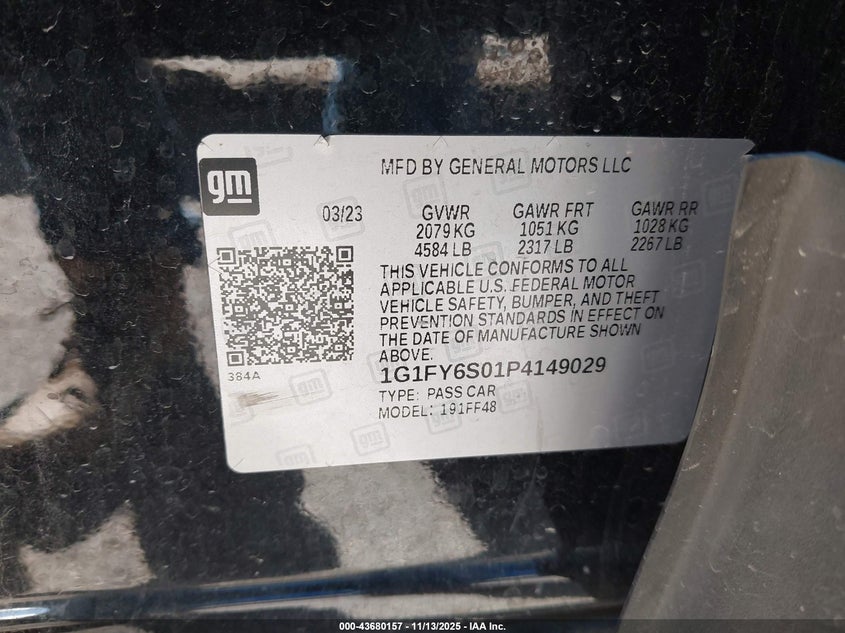 gm
MFD BY GENERAL MOTORS LLC
03/23 GVWR GAWR FRT GAWR RR
2079 KG 1051 KG 1028 KG
4584 LB 2317 LB 2267 LB
THIS VEHICLE CONFORMS TO ALL
APPLICABLE U.S. FEDERAL MOTOR
VEHICLE SAFETY, BUMPER, AND THEFT
PREVENTION STANDARDS IN EFFECT ON
THE DATE OF MANUFACTURE SHOWN
ABOVE.
384A
1G1FY6S01P4149029
TYPE: PASS CAR
MODEL: 191FF48
000-43680157 - 11/13/2025 - IAA Inc.